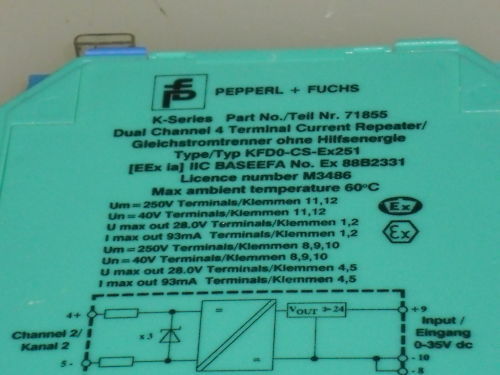 PEPPERL + FUCHS
K-Series Part No./Teil Nr. 71855
Dual Channel 4 Terminal Current Repeater/
Gleichstromtrenner ohne Hilfsenergie
Type/Typ KFD0-CS-Ex251
[EEx ia] IIC BASEEFA No. Ex 88B2331
Licence number M3486
Max ambient temperature 60°C
Um = 250V Terminals/Klemmen 11,12
Un = 40V Terminals/Klemmen 11,12
U max out 28.0V Terminals/Klemmen 1,2
I max out 93mA Terminals/Klemmen 1,2
Um = 250V Terminals/Klemmen 8,9,10
Un = 40V Terminals/Klemmen 8,9,10
U max out 28.0V Terminals/Klemmen 4,5
I max out 93mA Terminals/Klemmen 4,5
Ex
Ex
4+
VOUT > 24
+ 9
Channel 2/
Kanal 2
x 3
Input /
Eingang
0-35V dc
5 -
- 10
- 8